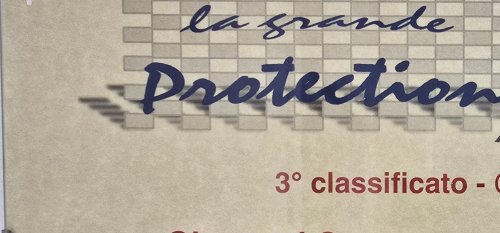 la grande
Protection
3° classificato -